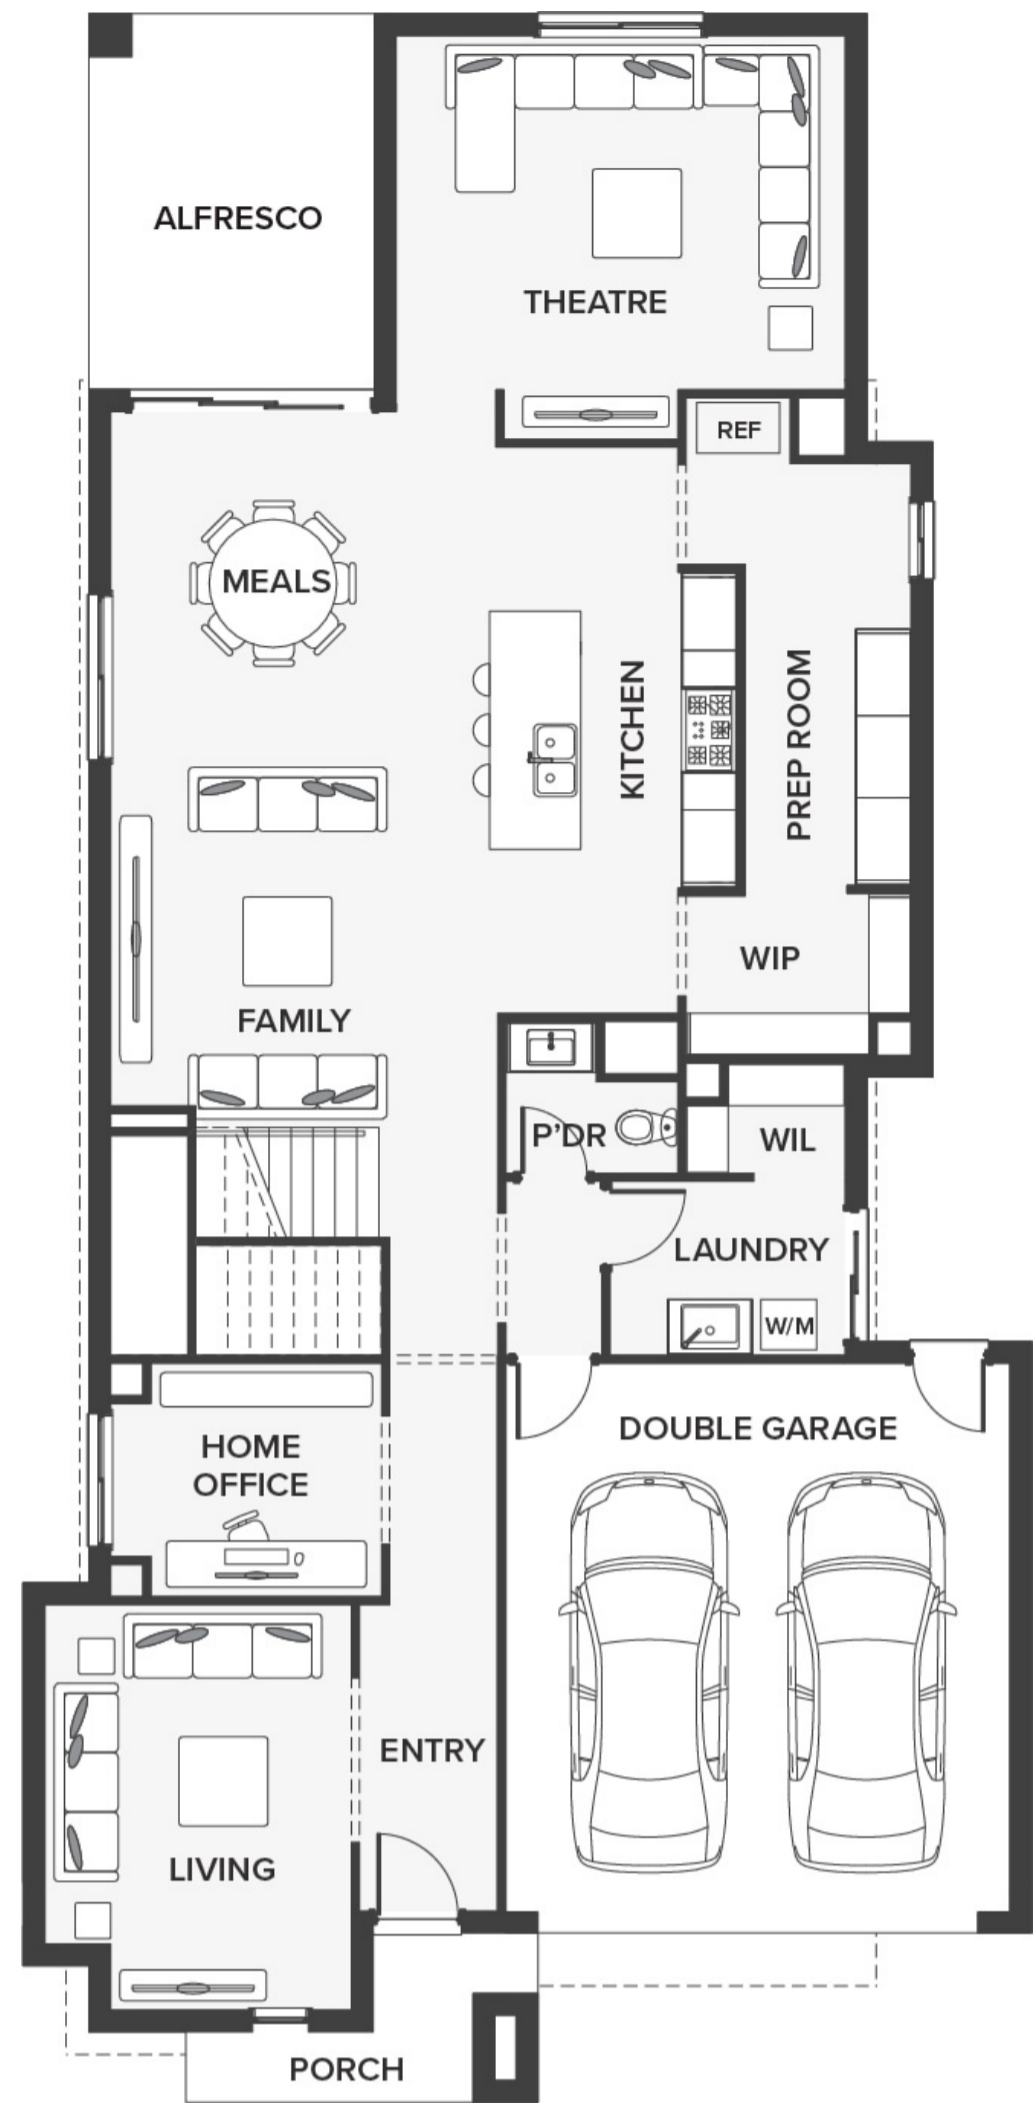 ALFRESCO
THEATRE
REF
MEALS
KITCHEN
PREP ROOM
WIP
FAMILY
P'DR
WIL
LAUNDRY
W/M
DOUBLE GARAGE
HOME
OFFICE
ENTRY
LIVING
PORCH